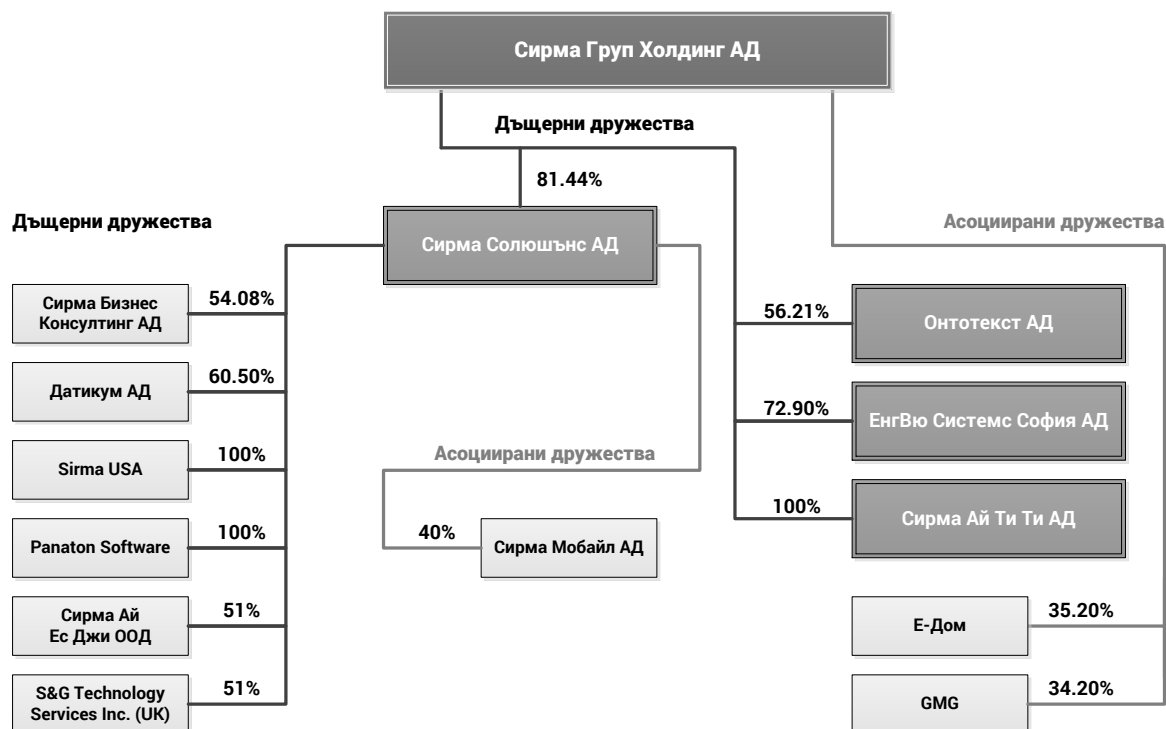 Сирма Груп Холдинг АД
Дъщерни дружества
81.44%
Дъщерни дружества
Асоциирани дружества
Сирма Солюшънс АД
Сирма Бизнес
Консултинг АД
54.08%
56.21%
Онтотекст АД
Датикум АД
60.50%
72.90%
ЕнгВю Системс София АД
Sirma USA
100%
Асоциирани дружества
100%
Сирма Ай Ти Ти АД
Panaton Software
100%
40%
Сирма Мобайл АД
Сирма Ай
Ес Джи ООД
51%
Е-Дом
35.20%
S&G Technology
Services Inc. (UK)
51%
GMG
34.20%